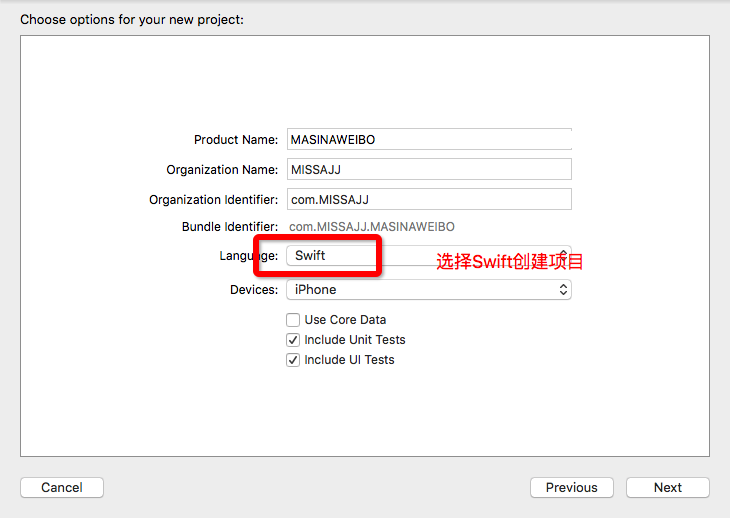 Choose options for your new project:
Product Name: MASINAWEIBO
Organization Name: MISSAJJ
Organization Identifier: com.MISSAJJ
Bundle Identifier: com.MISSAJJ.MASINAWEIBO
Language: Swift 选择Swift创建项目
Devices: iPhone
Use Core Data
Include Unit Tests
Include UI Tests
Cancel Previous Next